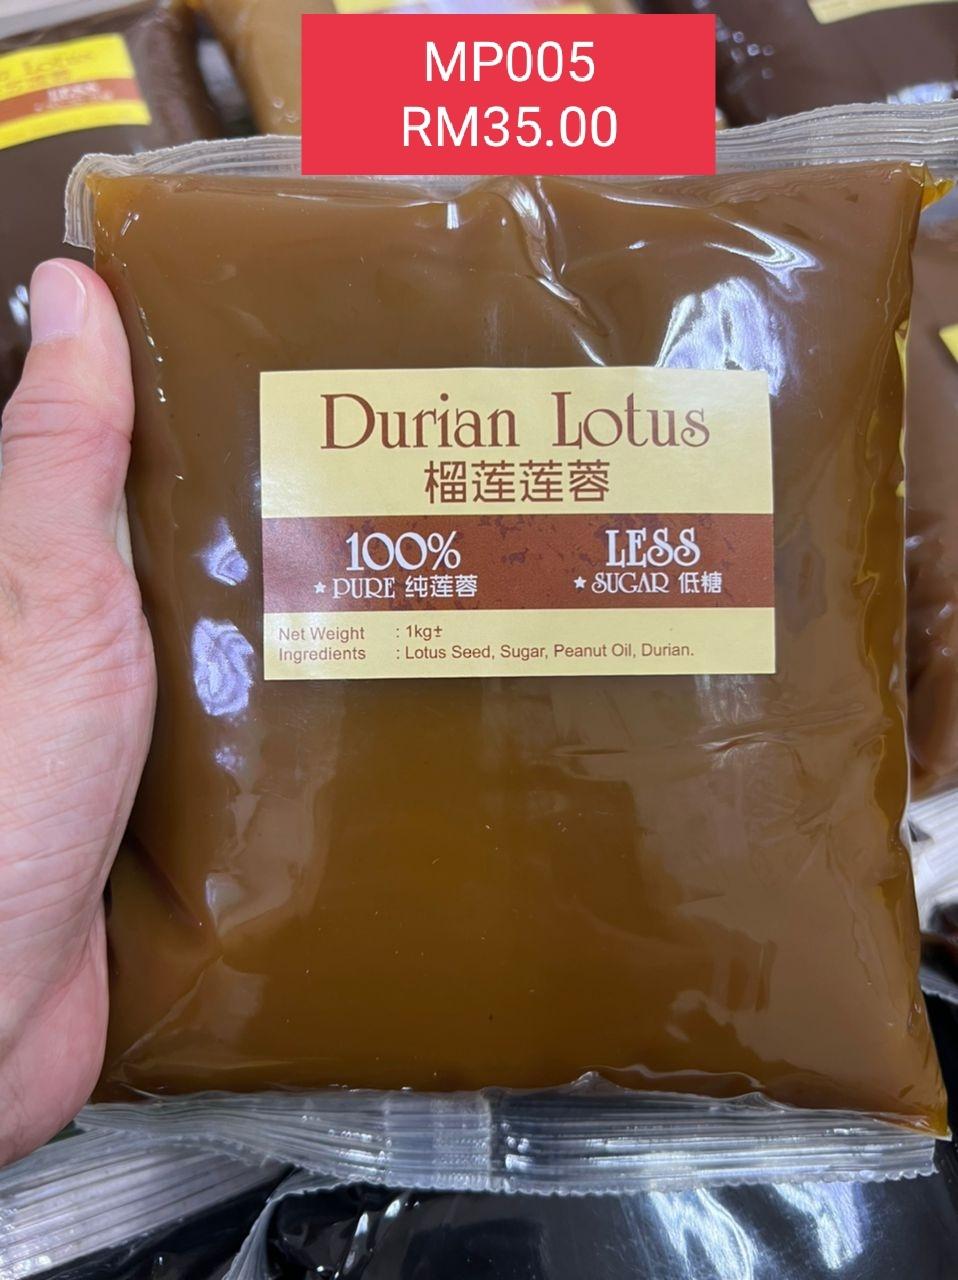 MP005
RM35.00
LESS
Durian Lotus
榴莲莲蓉
100%
★ PURE 纯莲蓉
LESS
★ SUGAR 低糖
Net Weight : 1kg±
Ingredients : Lotus Seed, Sugar, Peanut Oil, Durian.